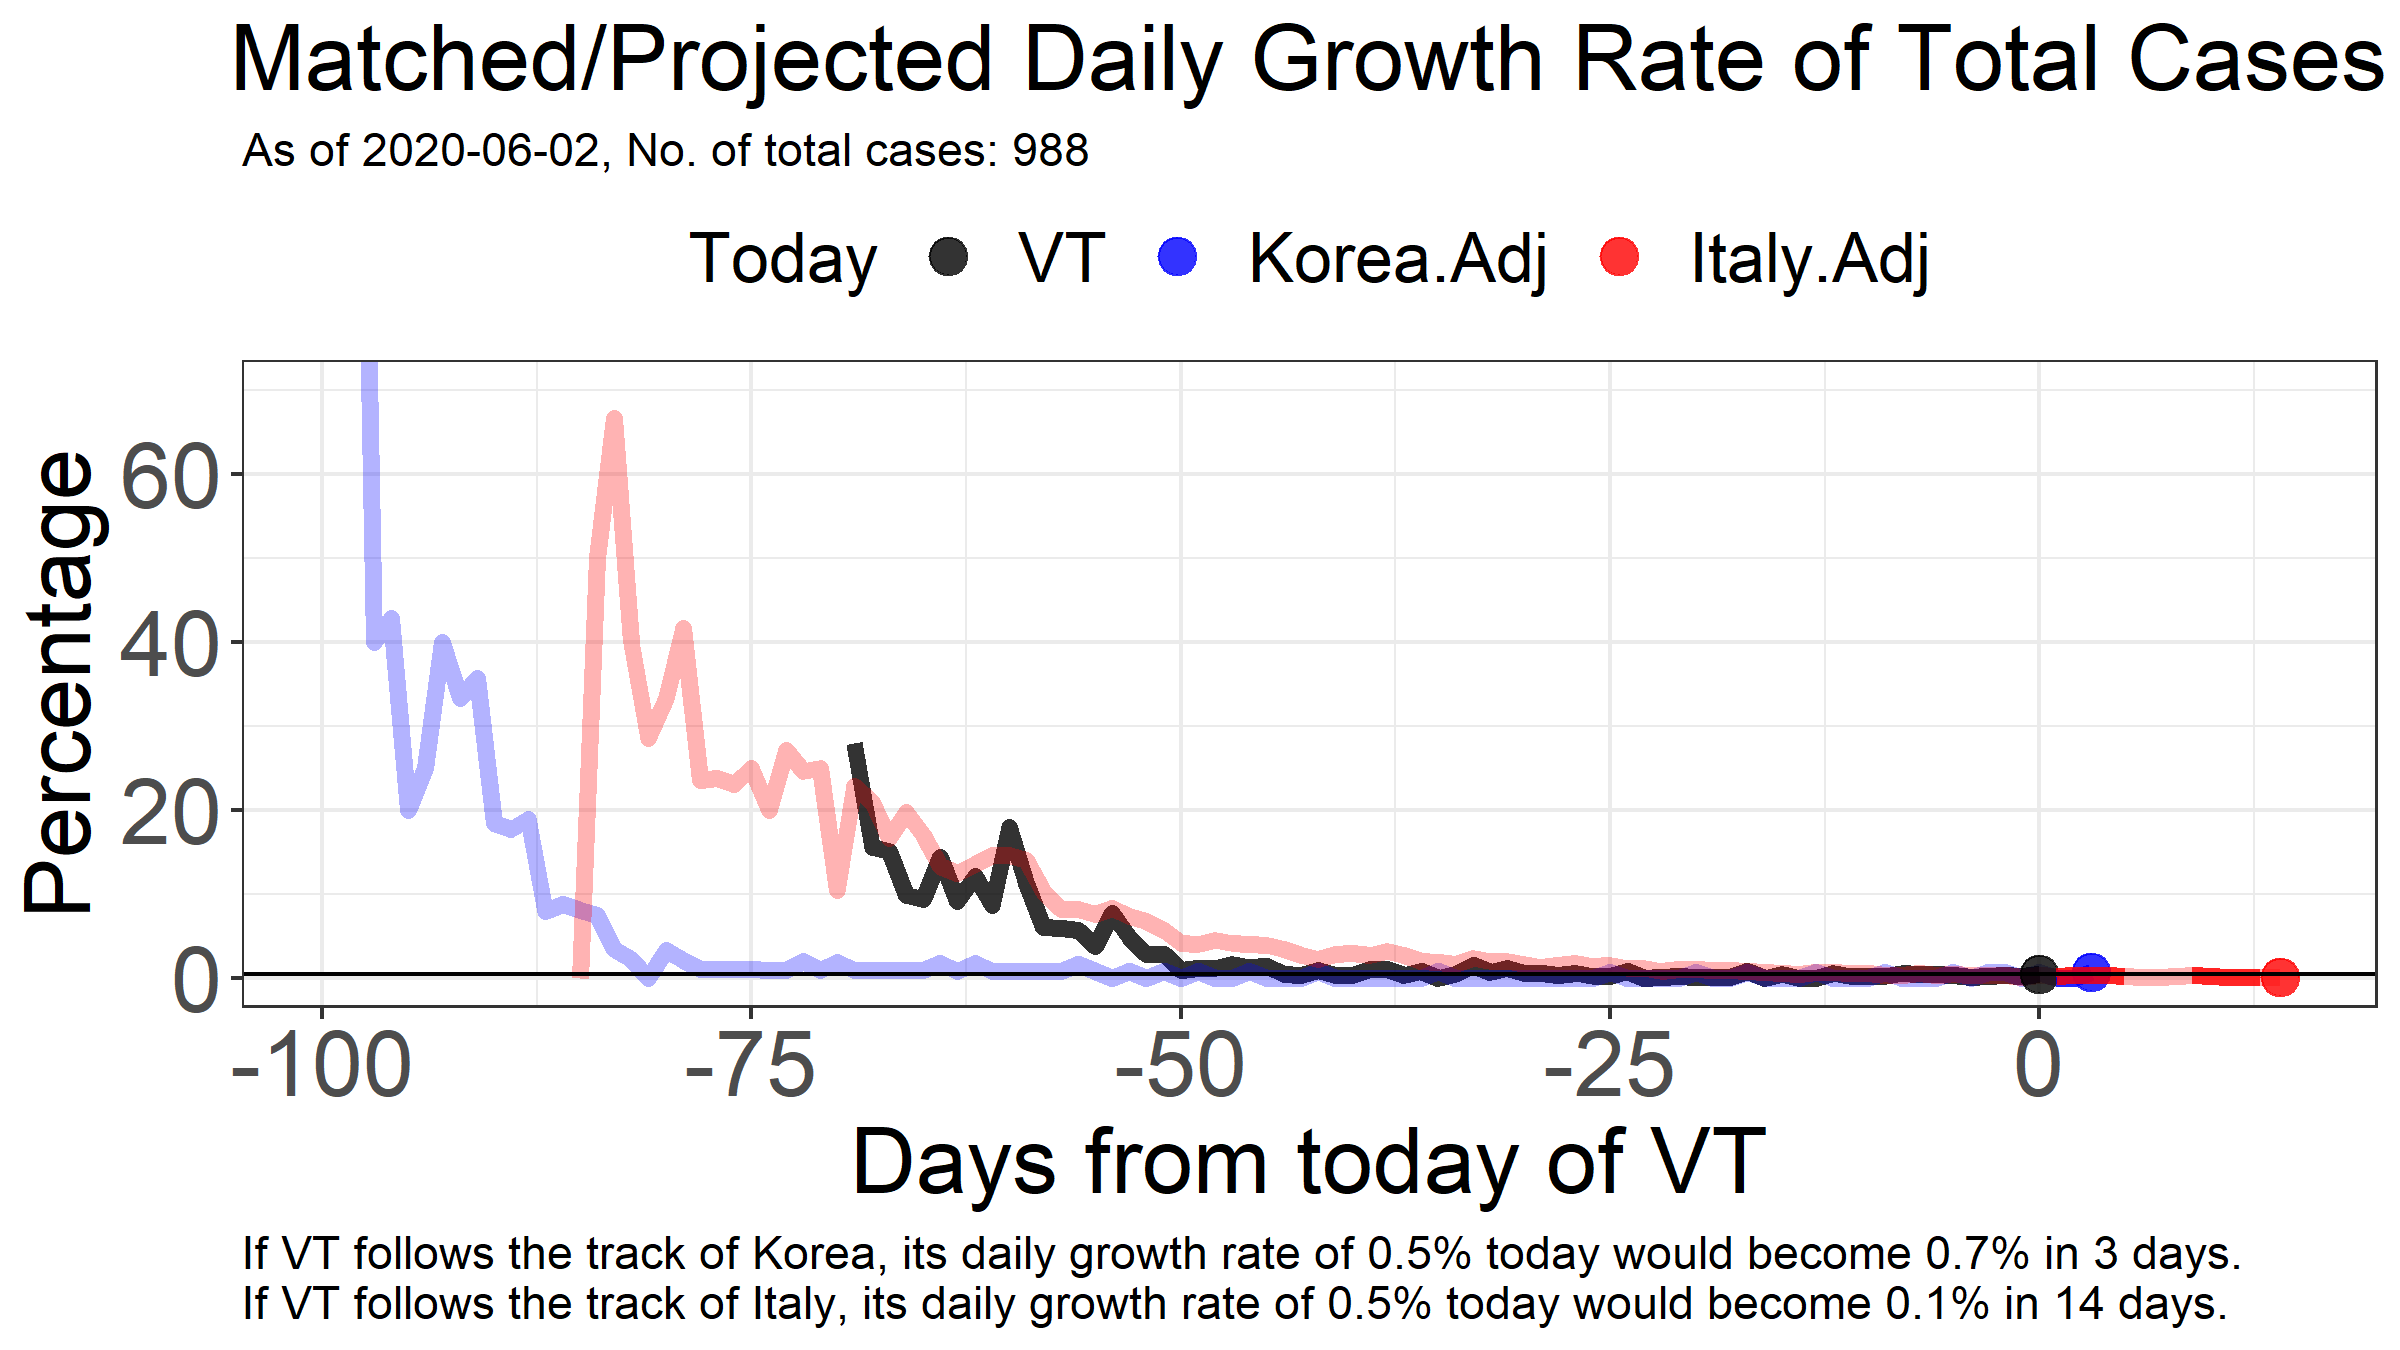 Matched/Projected Daily Growth Rate of Total Cases
As of 2020-06-02, No. of total cases: 988
Today VT Korea.Adj Italy.Adj
Percentage
60
40
20
0
-100 -75 -50 -25 0
Days from today of VT
If VT follows the track of Korea, its daily growth rate of 0.5% today would become 0.7% in 3 days.
If VT follows the track of Italy, its daily growth rate of 0.5% today would become 0.1% in 14 days.